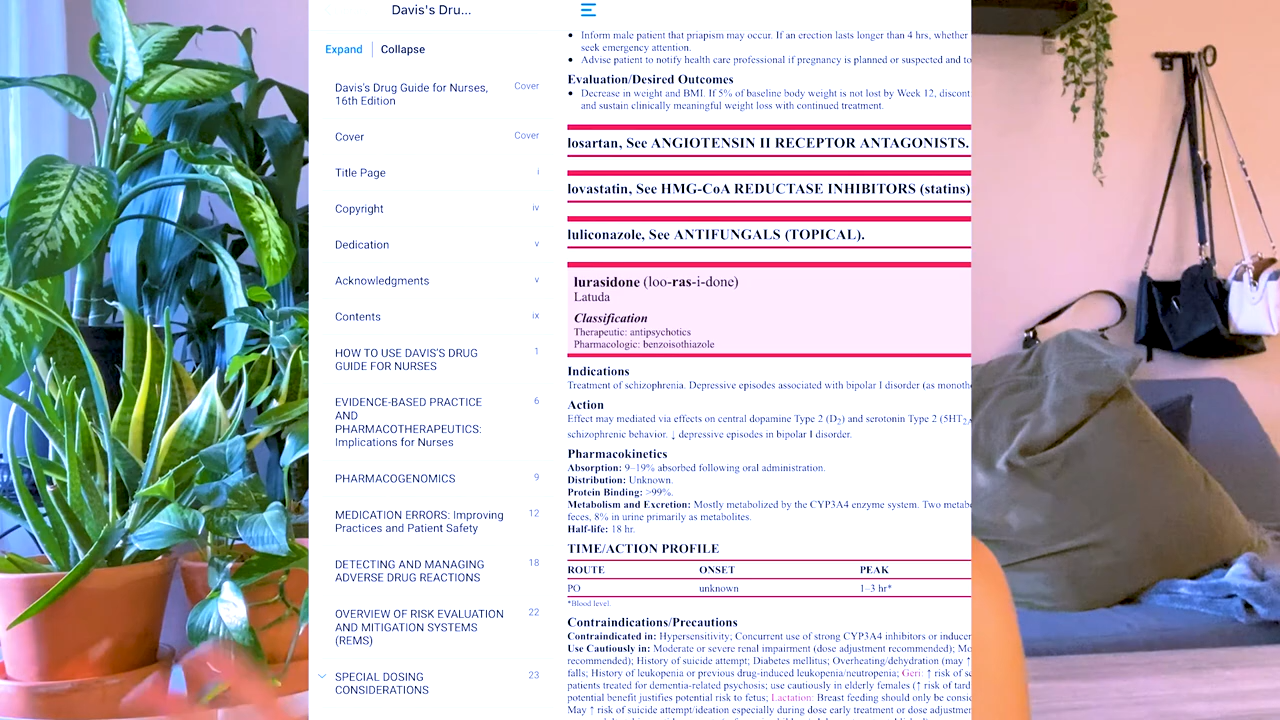 Davis's Dru...
Expand
Collapse
Davis's Drug Guide for Nurses,
16th Edition
Cover
Cover
Cover
Title Page
i
Copyright
iv
Dedication
v
Acknowledgments
v
Contents
ix
HOW TO USE DAVIS'S DRUG
GUIDE FOR NURSES
1
EVIDENCE-BASED PRACTICE
AND
PHARMACOTHERAPEUTICS:
Implications for Nurses
6
PHARMACOGENOMICS
9
MEDICATION ERRORS: Improving
Practices and Patient Safety
12
DETECTING AND MANAGING
ADVERSE DRUG REACTIONS
18
OVERVIEW OF RISK EVALUATION
AND MITIGATION SYSTEMS
(REMS)
22
SPECIAL DOSING
CONSIDERATIONS
23
• Inform male patient that priapism may occur. If an erection lasts longer than 4 hrs, whether
seek emergency attention.
• Advise patient to notify health care professional if pregnancy is planned or suspected and to
Evaluation/Desired Outcomes
• Decrease in weight and BMI. If 5% of baseline body weight is not lost by Week 12, discont
and sustain clinically meaningful weight loss with continued treatment.
losartan, See ANGIOTENSIN II RECEPTOR ANTAGONISTS.
lovastatin, See HMG-CoA REDUCTASE INHIBITORS (statins)
luliconazole, See ANTIFUNGALS (TOPICAL).
lurasidone (loo-ras-i-done)
Latuda
Classification
Therapeutic: antipsychotics
Pharmacologic: benzoisothiazole
Indications
Treatment of schizophrenia. Depressive episodes associated with bipolar I disorder (as monoth
Action
Effect may mediated via effects on central dopamine Type 2 (D2) and serotonin Type 2 (5HT2A
schizophrenic behavior. ↓ depressive episodes in bipolar I disorder.
Pharmacokinetics
Absorption: 9–19% absorbed following oral administration.
Distribution: Unknown.
Protein Binding: >99%.
Metabolism and Excretion: Mostly metabolized by the CYP3A4 enzyme system. Two metab
feces, 8% in urine primarily as metabolites.
Half-life: 18 hr.
TIME/ACTION PROFILE
ROUTE ONSET PEAK
PO unknown 1–3 hr*
*Blood level.
Contraindications/Precautions
Contraindicated in: Hypersensitivity; Concurrent use of strong CYP3A4 inhibitors or inducer
Use Cautiously in: Moderate or severe renal impairment (dose adjustment recommended); Mo
recommended); History of suicide attempt; Diabetes mellitus; Overheating/dehydration (may ↑
falls; History of leukopenia or previous drug-induced leukopenia/neutropenia; Geri: ↑ risk of se
patients treated for dementia-related psychosis; use cautiously in elderly females (↑ risk of tard
potential benefit justifies potential risk to fetus; Lactation: Breast feeding should only be consi
May ↑ risk of suicide attempt/ideation especially during dose early treatment or dose adjustmen